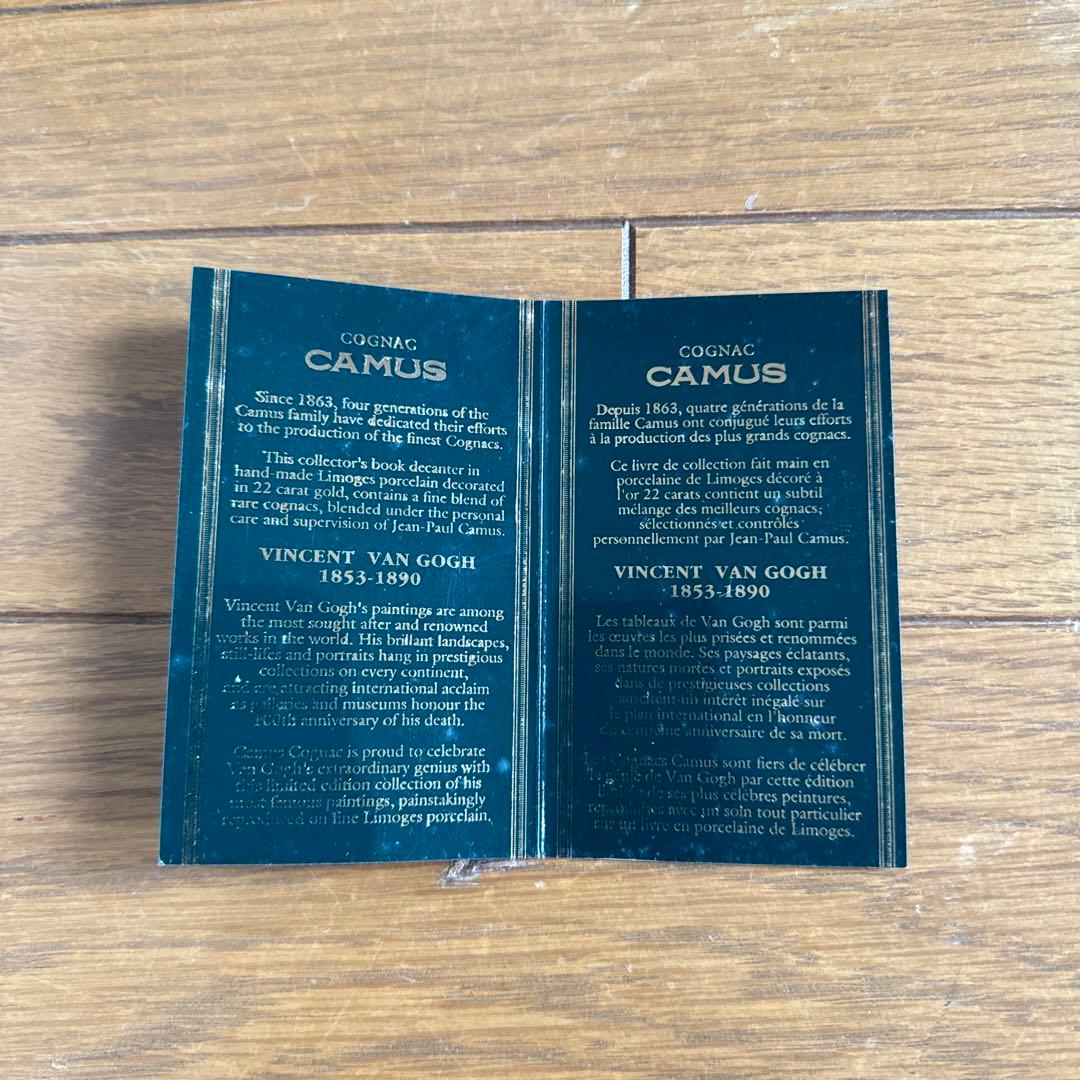 COGNAC
CAMUS
Since 1863, four generations of the
Camus family have dedicated their efforts
to the production of the finest Cognacs.
This collector's book decanter in
hand-made Limoges porcelain decorated
in 22 carat gold, contains a fine blend of
rare cognacs, blended under the personal
care and supervision of Jean-Paul Camus.
VINCENT VAN GOGH
1853-1890
Vincent Van Gogh's paintings are among
the most sought after and renowned
works in the world. His brillant landscapes,
still-lifes and portraits hang in prestigious
collections on every continent,
and are attracting international acclaim
as galleries and museums honour the
100th anniversary of his death.
Camus Cognac is proud to celebrate
Van Gogh's extraordinary genius with
this limited edition collection of his
most famous paintings, painstakingly
reproduced on fine Limoges porcelain.
COGNAC
CAMUS
Depuis 1863, quatre générations de la
famille Camus ont conjugué leurs efforts
à la production des plus grands cognacs.
Ce livre de collection fait main en
porcelaine de Limoges décoré à
l'or 22 carats contient un subtil
mélange des meilleurs cognacs,
sélectionnés et contrôlés
personnellement par Jean-Paul Camus.
VINCENT VAN GOGH
1853-1890
Les tableaux de Van Gogh sont parmi
les œuvres les plus prisées et renommées
dans le monde. Ses paysages éclatants,
ses natures mortes et portraits exposés
dans de prestigieuses collections
suscitent un intérêt inégalé sur
le plan international en l'honneur
du centième anniversaire de sa mort.
Les Cognacs Camus sont fiers de célébrer
le génie de Van Gogh par cette édition
limitée de ses plus célèbres peintures,
reproduites avec un soin tout particulier
sur un livre en porcelaine de Limoges.